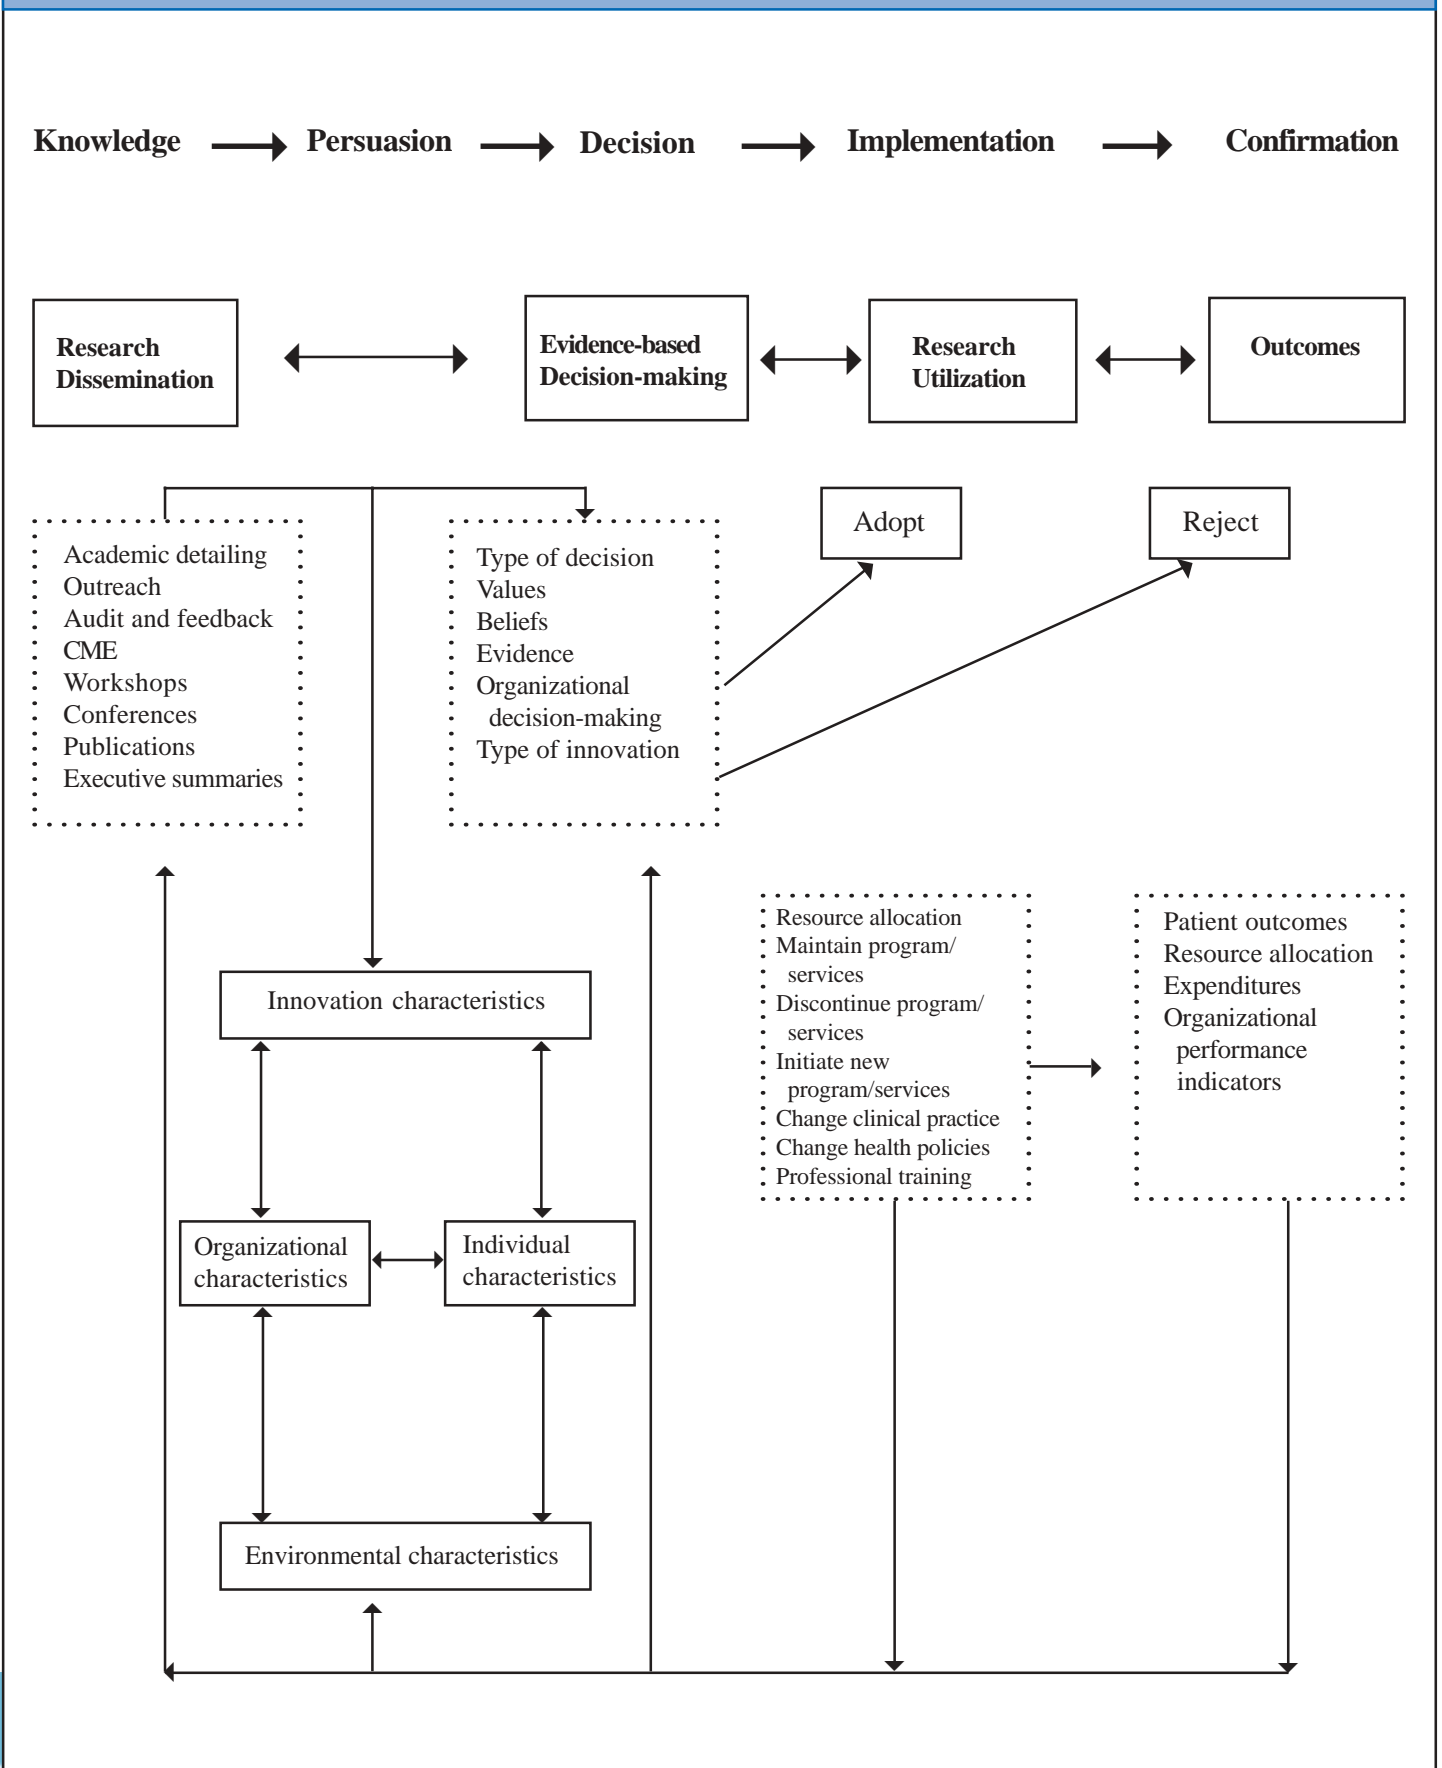 Knowledge
Persuasion
Decision
Implementation
Confirmation
Research
Dissemination
Evidence-based
Decision-making
Research
Utilization
Outcomes
Adopt
Reject
Academic detailing
Outreach
Audit and feedback
CME
Workshops
Conferences
Publications
Executive summaries
Type of decision
Values
Beliefs
Evidence
Organizational
decision-making
Type of innovation
Resource allocation
Maintain program/
services
Discontinue program/
services
Initiate new
program/services
Change clinical practice
Change health policies
Professional training
Patient outcomes
Resource allocation
Expenditures
Organizational
performance
indicators
Innovation characteristics
Organizational
characteristics
Individual
characteristics
Environmental characteristics